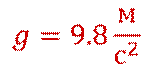 g = 9.8 м/с²